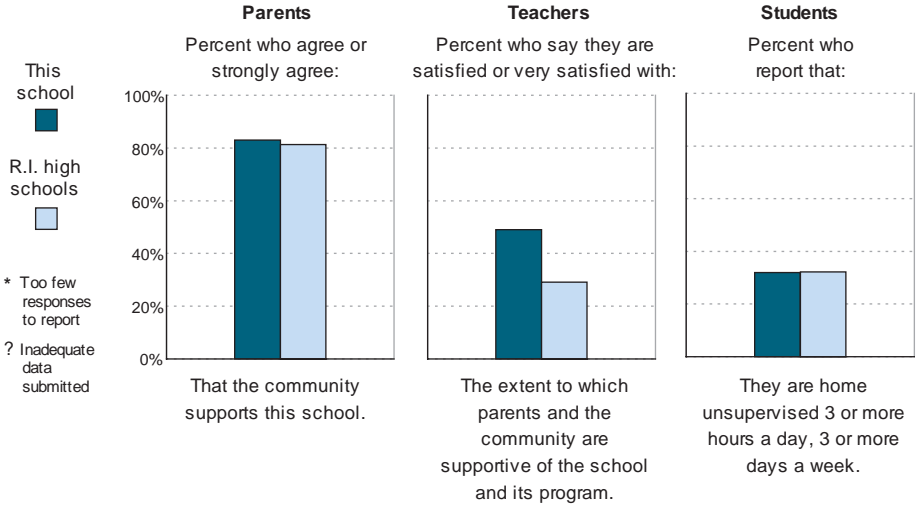 This
school
R.I. high
schools
* Too few
responses
to report
? Inadequate
data
submitted
Parents
Percent who agree or
strongly agree:
100%
80%
60%
40%
20%
0%
That the community
supports this school.
Teachers
Percent who say they are
satisfied or very satisfied with:
The extent to which
parents and the
community are
supportive of the school
and its program.
Students
Percent who
report that:
They are home
unsupervised 3 or more
hours a day, 3 or more
days a week.